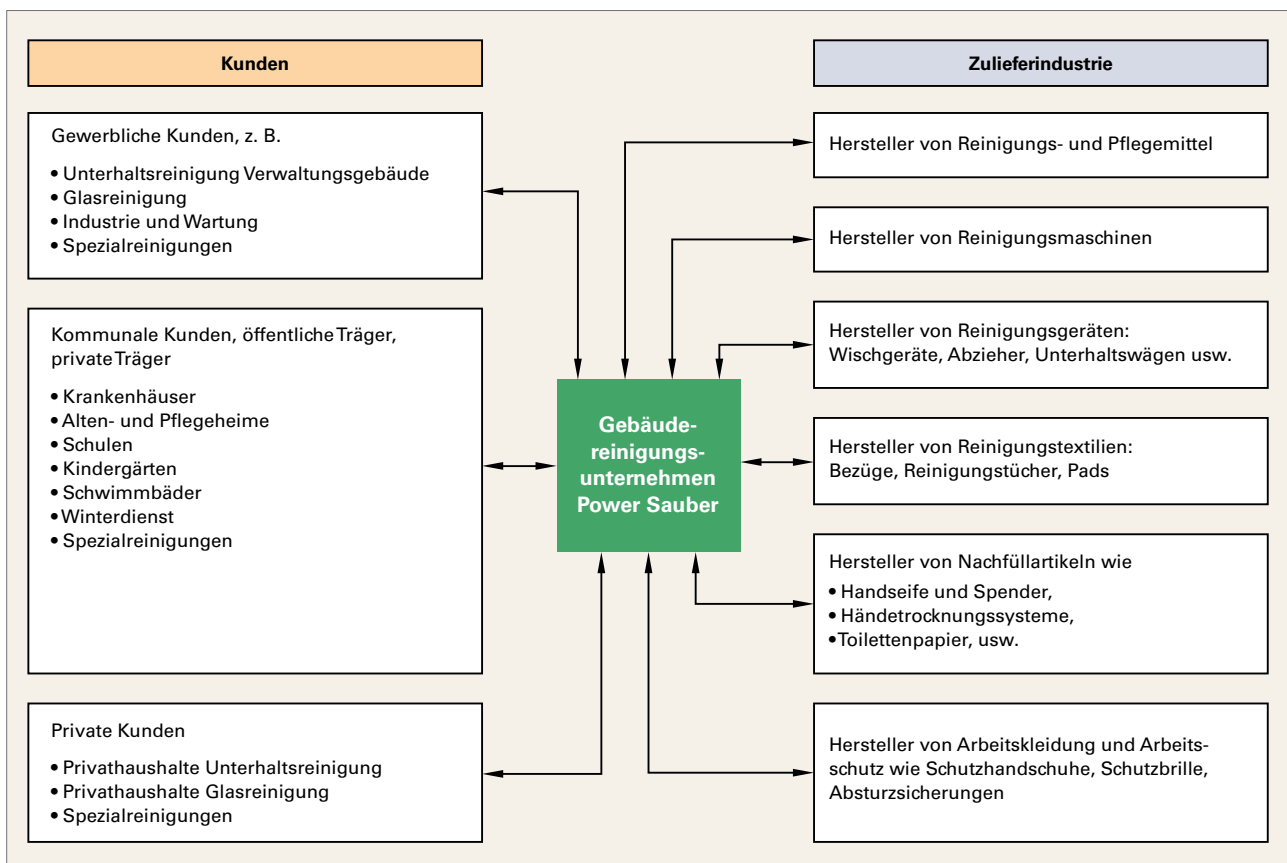 Kunden
Gewerbliche Kunden, z. B.
• Unterhaltsreinigung Verwaltungsgebäude
• Glasreinigung
• Industrie und Wartung
• Spezialreinigungen
Kommunale Kunden, öffentliche Träger,
private Träger
• Krankenhäuser
• Alten- und Pflegeheime
• Schulen
• Kindergärten
• Schwimmbäder
• Winterdienst
• Spezialreinigungen
Private Kunden
• Privathaushalte Unterhaltsreinigung
• Privathaushalte Glasreinigung
• Spezialreinigungen
Gebäude-
reinigungs-
unternehmen
Power Sauber
Zulieferindustrie
Hersteller von Reinigungs- und Pflegemittel
Hersteller von Reinigungsmaschinen
Hersteller von Reinigungsgeräten:
Wischgeräte, Abzieher, Unterhaltswägen usw.
Hersteller von Reinigungstextilien:
Bezüge, Reinigungstücher, Pads
Hersteller von Nachfüllartikeln wie
• Handseife und Spender,
• Händetrocknungssysteme,
• Toilettenpapier, usw.
Hersteller von Arbeitskleidung und Arbeits-
schutz wie Schutzhandschuhe, Schutzbrille,
Absturzsicherungen